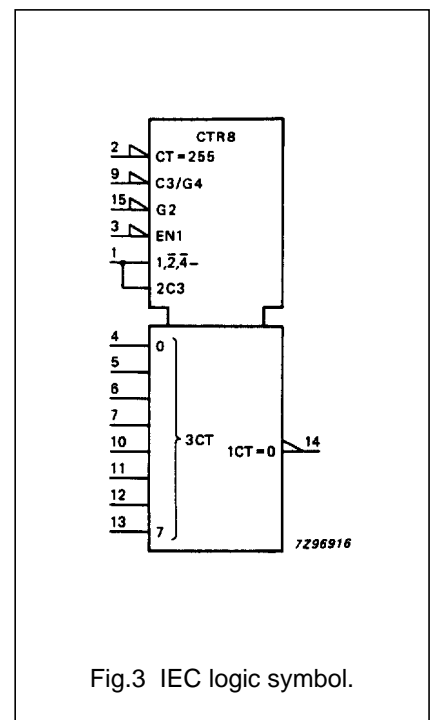 CTR8
2 CT=255
9 C3/G4
15 G2
3 EN1
1 1,2̅,4̅−
2C3
4 0
5
6
7
10 3CT 1CT=0 14
11
12
13 7
7Z96916
Fig.3 IEC logic symbol.